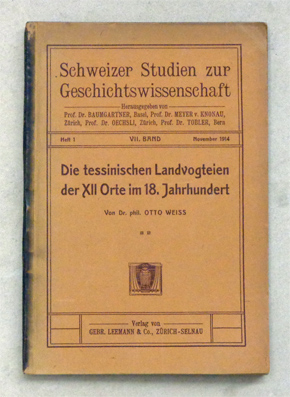 Schweizer Studien zur
Geschichtswissenschaft
Herausgegeben von
Prof. Dr. BAUMGARTNER, Basel, Prof. Dr. MEYER v. KNONAU,
Zürich, Prof. Dr. OECHSLI, Zürich, Prof. Dr. TOBLER, Bern
Heft 1 VII. BAND November 1914
Die tessinischen Landvogteien
der XII Orte im 18. Jahrhundert
Von Dr. phil. OTTO WEISS
Verlag von
GEBR. LEEMANN & Co., ZÜRICH-SELNAU